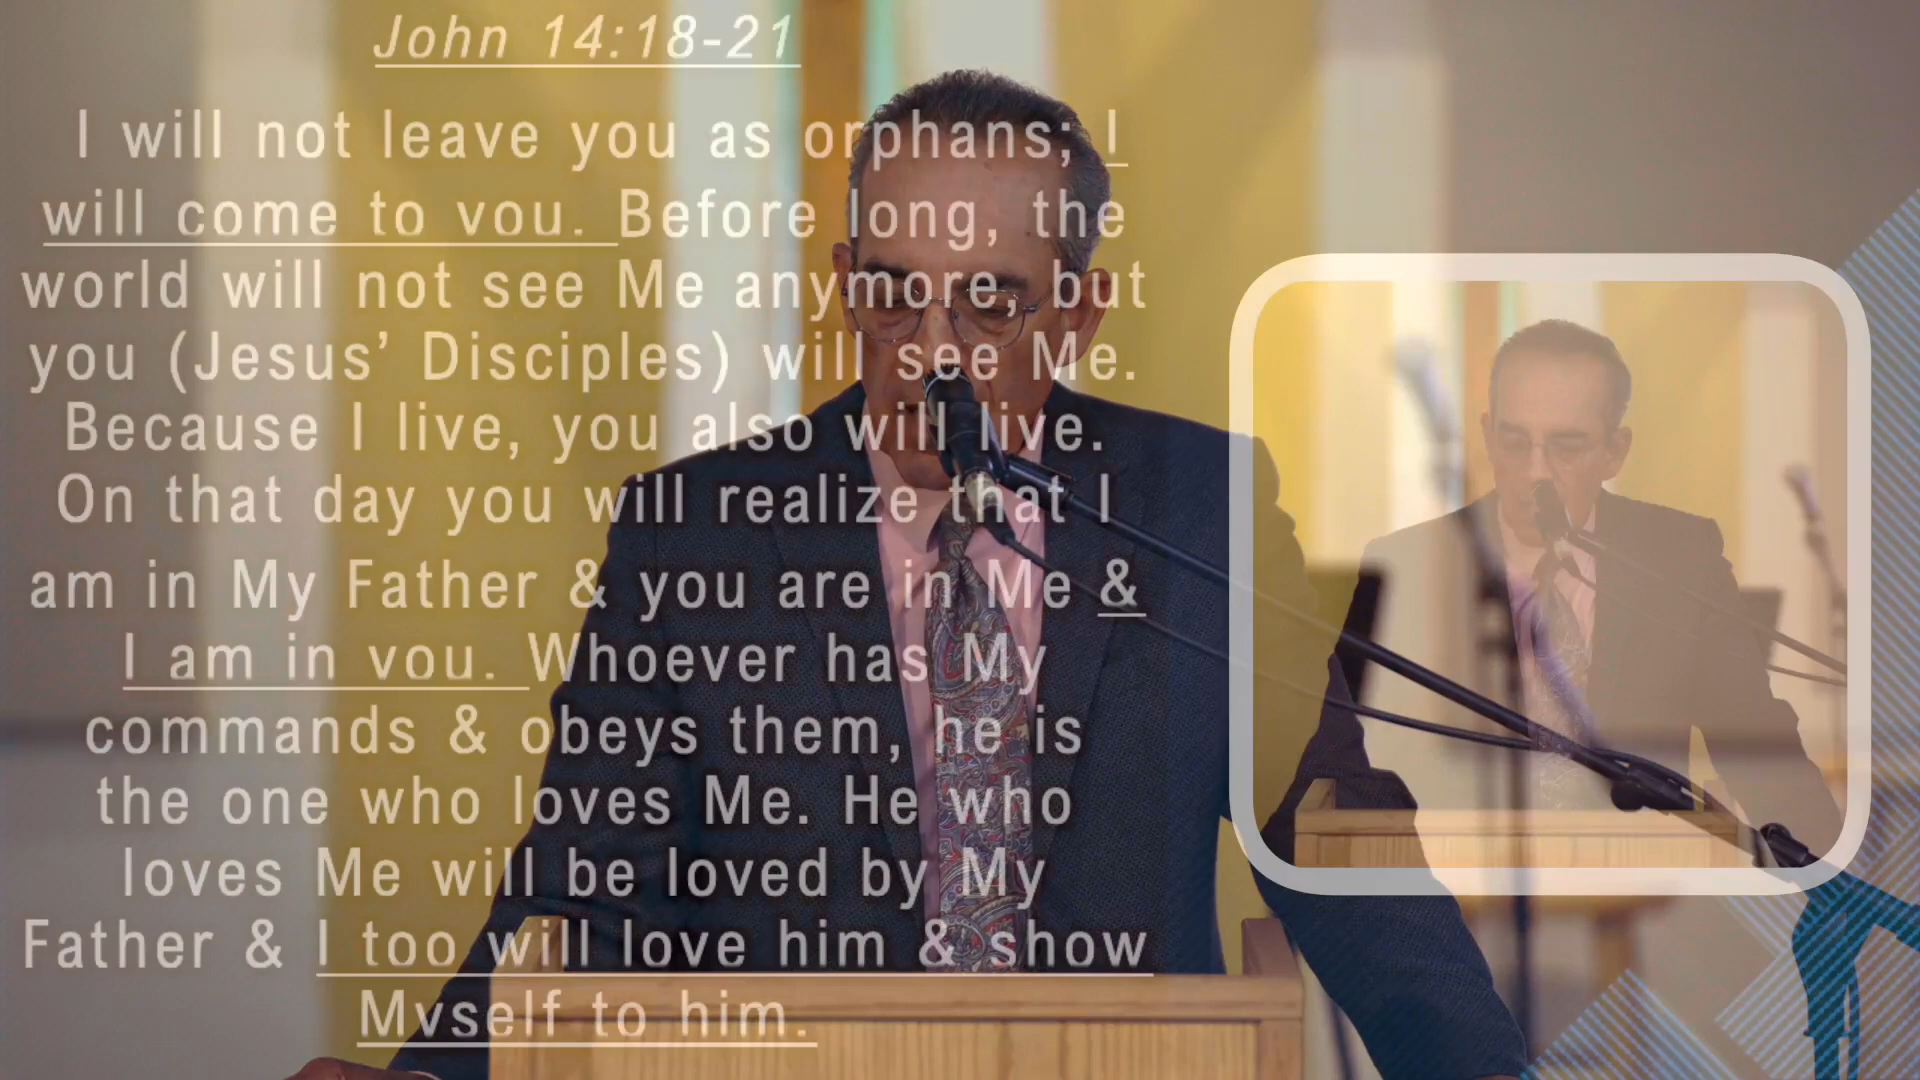 John 14:18-21
I will not leave you as orphans; I
will come to you. Before long, the
world will not see Me anymore, but
you (Jesus’ Disciples) will see Me.
Because I live, you also will live.
On that day you will realize that I
am in My Father & you are in Me &
I am in you. Whoever has My
commands & obeys them, he is
the one who loves Me. He who
loves Me will be loved by My
Father & I too will love him & show
Myself to him.